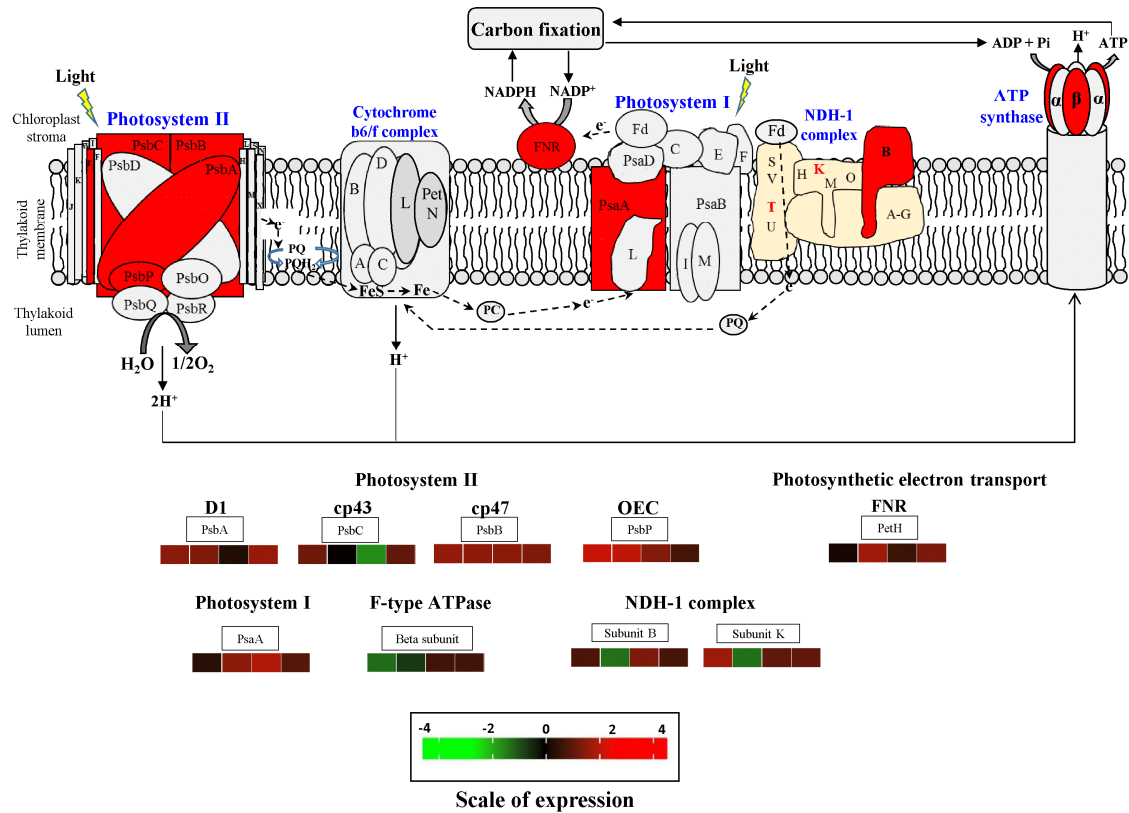 Carbon fixation
ADP + Pi
H+
ATP
Light
NADPH
NADP+
Light
Chloroplast
stroma
Photosystem II
Cytochrome
b6/f complex
Photosystem I
NDH-1
complex
ATP
synthase
α
β
α
e-
Fd
Fd
FNR
PsbC
PsbB
PsbD
PsbA
PsaD
C
E
F
S
V
T
U
H
K
M
O
B
A-G
J
K
I
F
L
H
M
B
D
L
Pet
N
A
C
PsaA
PsaB
L
I
M
Thylakoid
membrane
e-
PQ
PQH2
FeS
Fe
PsbP
PsbO
PsbQ
PsbR
PC
e-
PQ
e-
Thylakoid
lumen
H2O
1/2O2
H+
2H+
Photosystem II
Photosynthetic electron transport
D1
cp43
cp47
OEC
FNR
PsbA
PsbC
PsbB
PsbP
PetH
Photosystem I
F-type ATPase
NDH-1 complex
PsaA
Beta subunit
Subunit B
Subunit K
-4
-2
0
2
4
Scale of expression